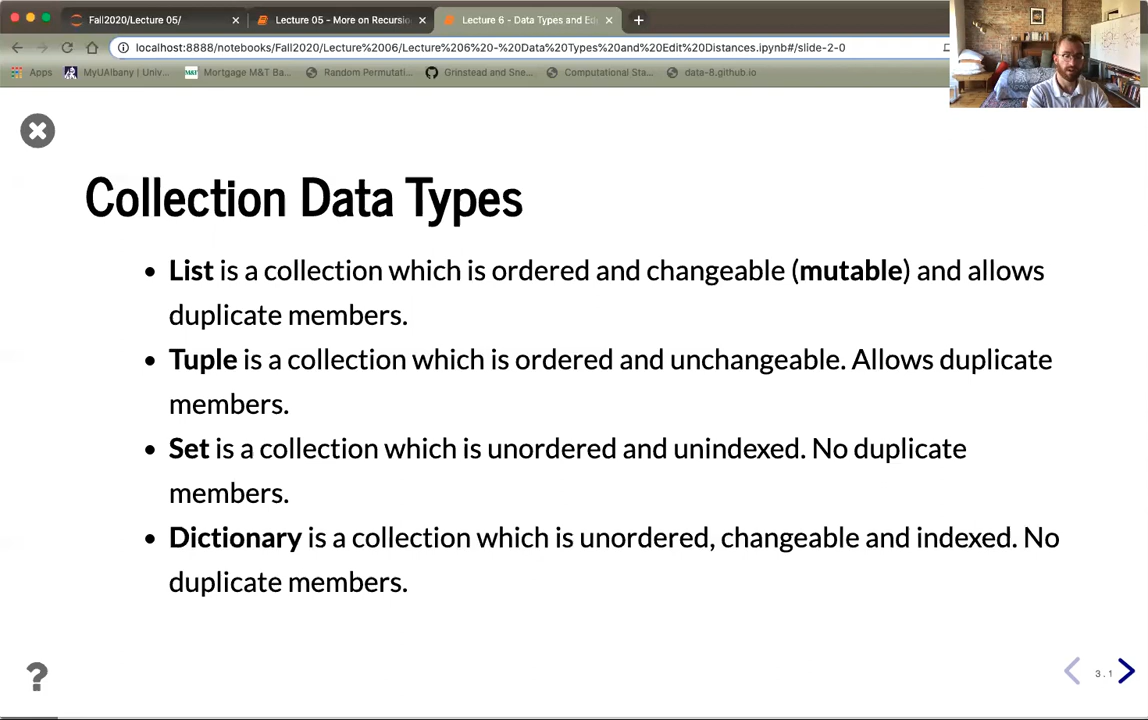 Fall2020/Lecture 05/
Lecture 05 - More on Recursio
Lecture 6 - Data Types and Ed
localhost:8888/notebooks/Fall2020/Lecture%2006/Lecture%206%20-%20Data%20Types%20and%20Edit%20Distances.ipynb#/slide-2-0
Apps
MyUAlbany | Univ...
Mortgage M&T Ba...
Random Permutati...
Grinstead and Sne...
Computational Sta...
data-8.github.io
Collection Data Types
• List is a collection which is ordered and changeable (mutable) and allows
duplicate members.
• Tuple is a collection which is ordered and unchangeable. Allows duplicate
members.
• Set is a collection which is unordered and unindexed. No duplicate
members.
• Dictionary is a collection which is unordered, changeable and indexed. No
duplicate members.
?
3.1